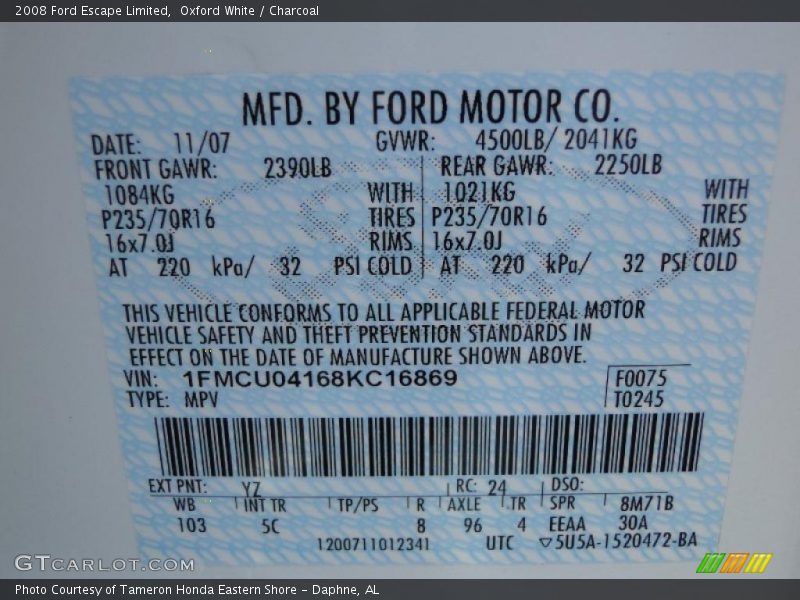 2008 Ford Escape Limited, Oxford White / Charcoal
MFD. BY FORD MOTOR CO.
DATE: 11/07 GVWR: 4500LB/ 2041KG
FRONT GAWR: 2390LB REAR GAWR: 2250LB
1084KG WITH 1021KG WITH
P235/70R16 TIRES P235/70R16 TIRES
16x7.0J RIMS 16x7.0J RIMS
AT 220 kPa/ 32 PSI COLD AT 220 kPa/ 32 PSI COLD
THIS VEHICLE CONFORMS TO ALL APPLICABLE FEDERAL MOTOR
VEHICLE SAFETY AND THEFT PREVENTION STANDARDS IN
EFFECT ON THE DATE OF MANUFACTURE SHOWN ABOVE.
VIN: 1FMCU04168KC16869 F0075
TYPE: MPV T0245
EXT PNT: YZ RC: 24 DSO:
WB INT TR TP/PS R AXLE TR SPR 8M71B
103 5C 8 96 4 EEAA 30A
1200711012341 UTC ▽5U5A-1520472-BA
GTCARLOT.COM
Photo Courtesy of Tameron Honda Eastern Shore - Daphne, AL